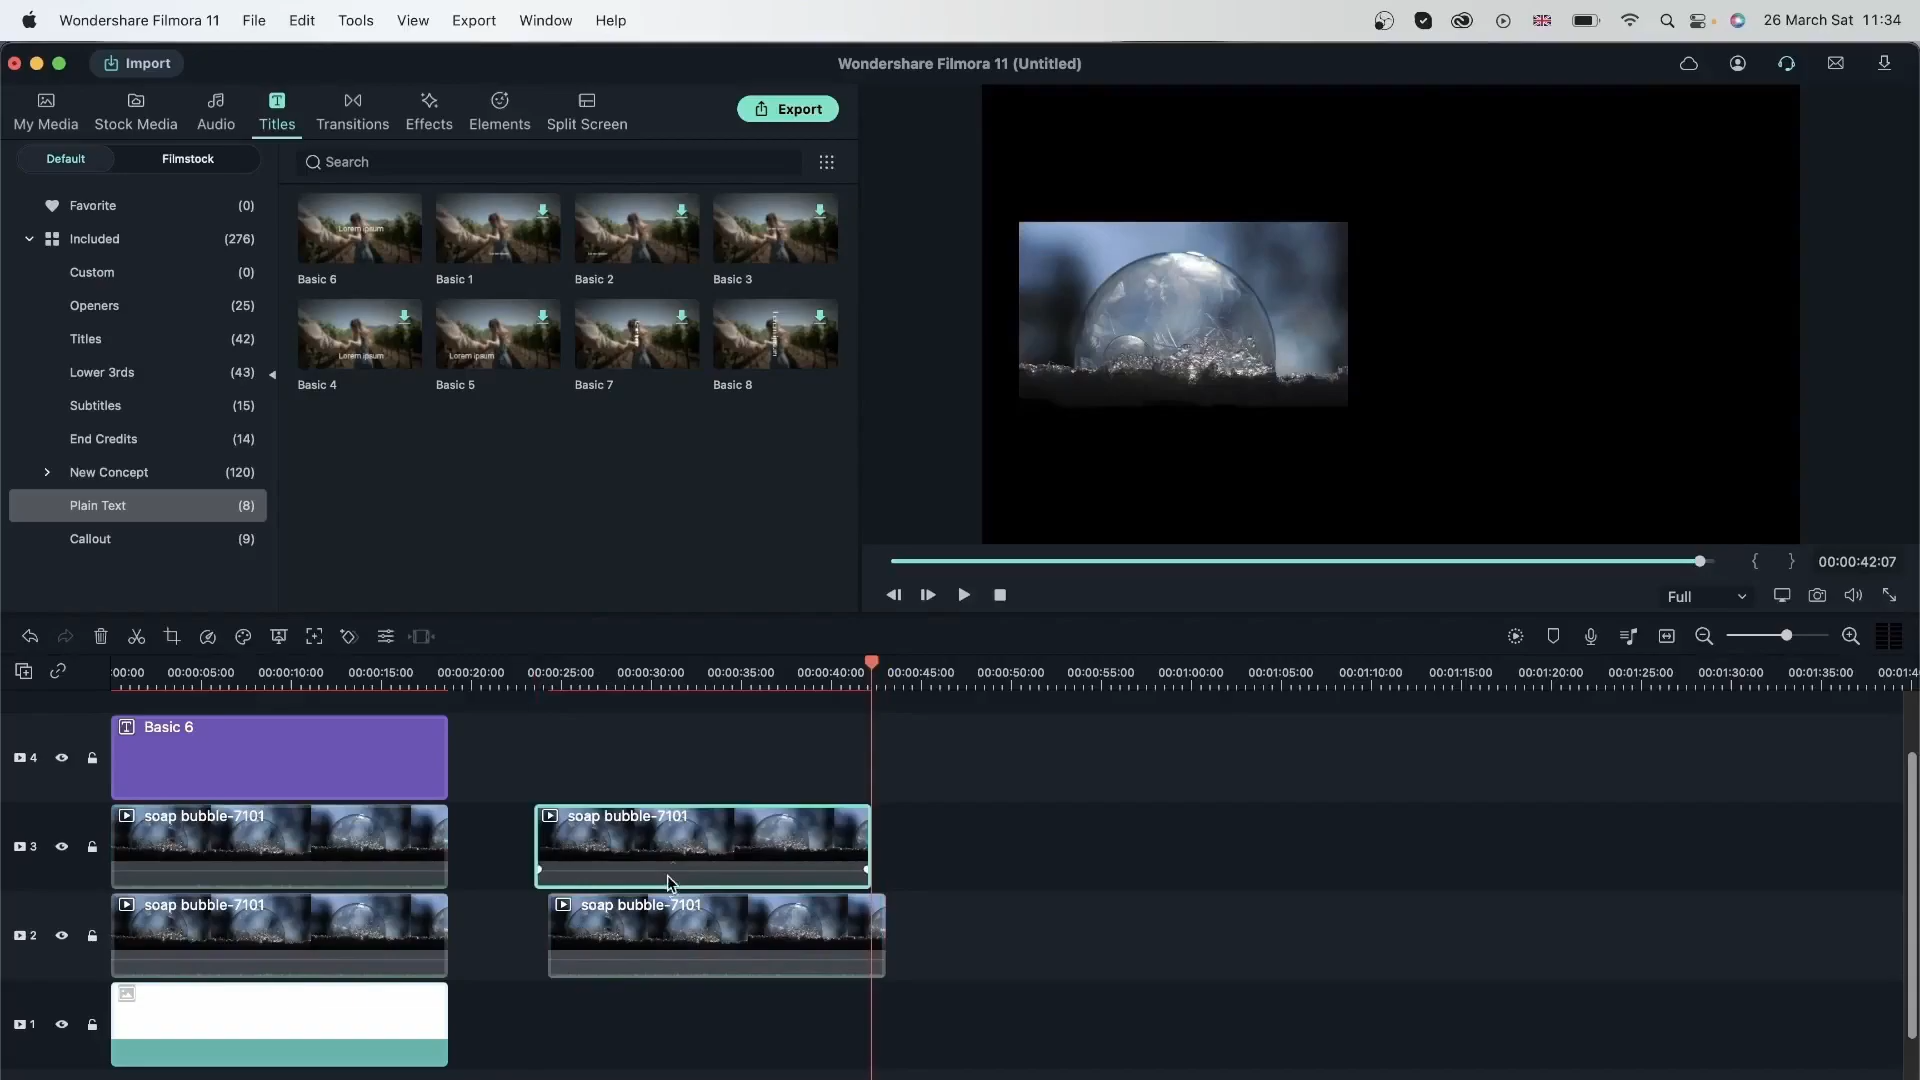 Wondershare Filmora 11 File Edit Tools View Export Window Help 26 March Sat 11:34
Import Wondershare Filmora 11 (Untitled)
My Media Stock Media Audio Titles Transitions Effects Elements Split Screen Export
Default Filmstock Search
Favorite (0)
Included (276)
Custom (0)
Openers (25)
Titles (42)
Lower 3rds (43)
Subtitles (15)
End Credits (14)
New Concept (120)
Plain Text (8)
Callout (9)
Lorem ipsum
Basic 6 Basic 1 Basic 2 Basic 3
Lorem ipsum Lorem ipsum
Basic 4 Basic 5 Basic 7 Basic 8
{ } 00:00:42:07
Full
:00:00 00:00:05:00 00:00:10:00 00:00:15:00 00:00:20:00 00:00:25:00 00:00:30:00 00:00:35:00 00:00:40:00 00:00:45:00 00:00:50:00 00:00:55:00 00:01:00:00 00:01:05:00 00:01:10:00 00:01:15:00 00:01:20:00 00:01:25:00 00:01:30:00 00:01:35:00 00:01:4
4 T Basic 6
3 soap bubble-7101 soap bubble-7101
2 soap bubble-7101 soap bubble-7101
1